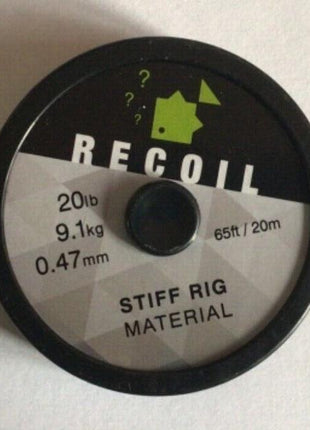 ? ? ?
RECOIL
20lb
9.1kg
0.47mm
65ft / 20m
STIFF RIG
MATERIAL